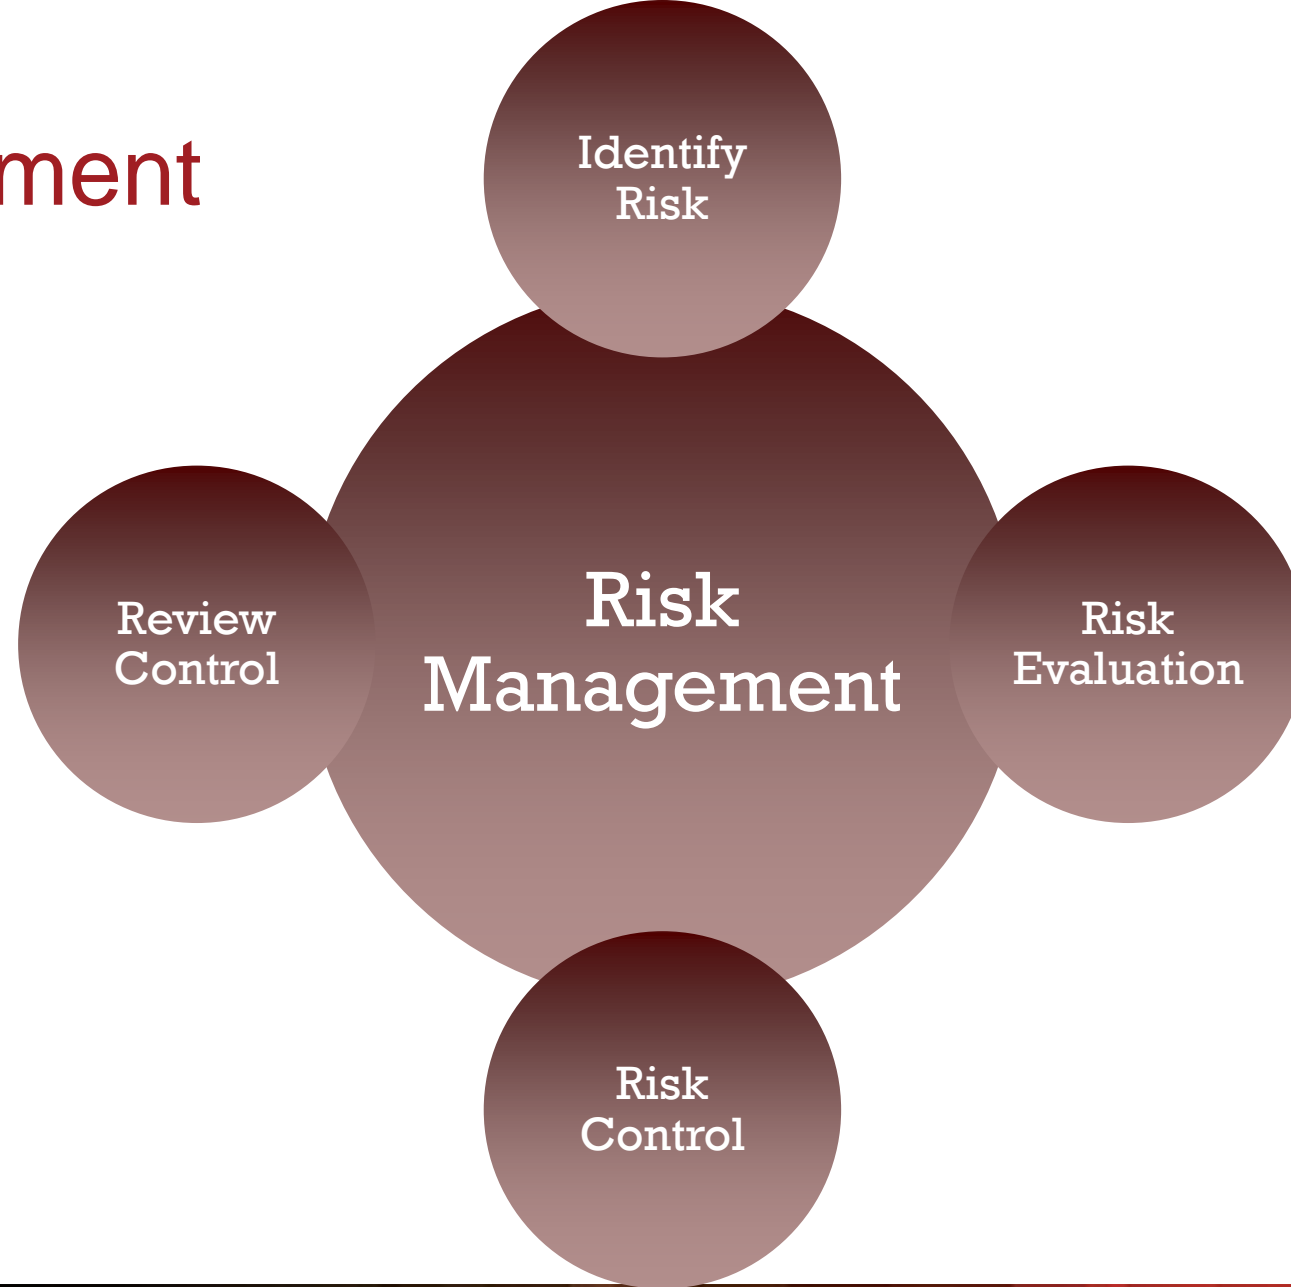 ment
Identify
Risk
Review
Control
Risk
Management
Risk
Evaluation
Risk
Control